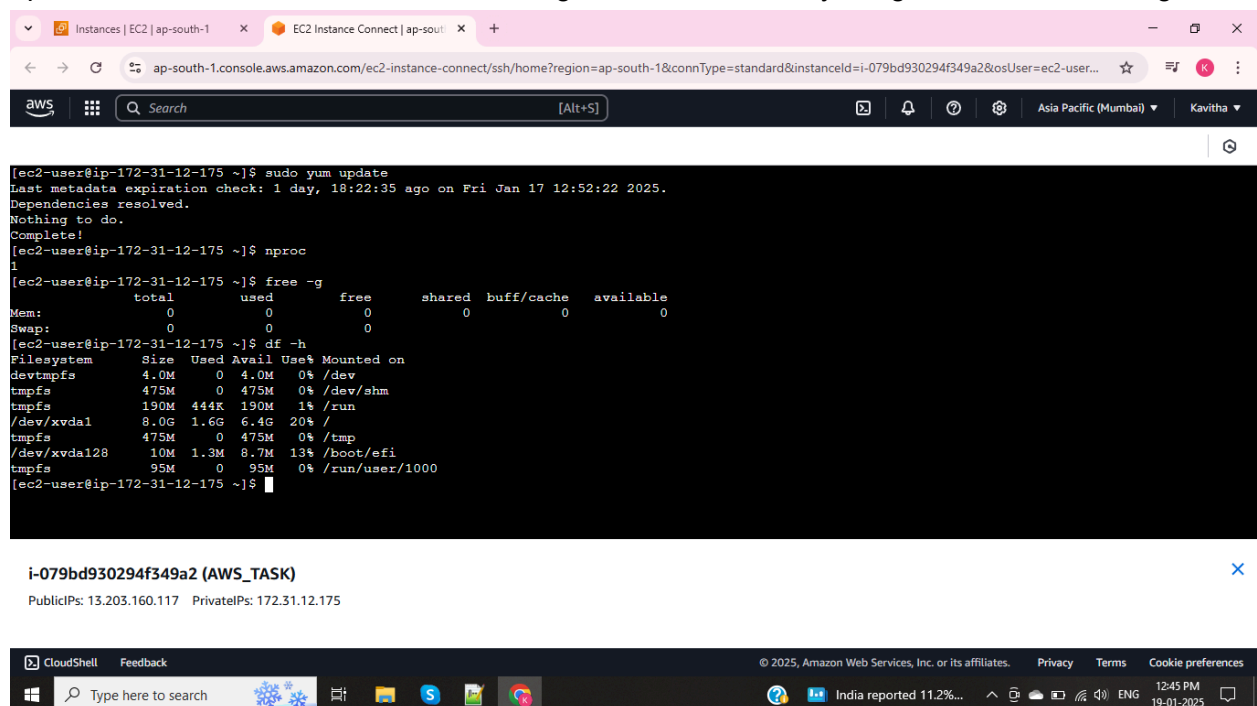 Instances | EC2 | ap-south-1
EC2 Instance Connect | ap-sout
ap-south-1.console.aws.amazon.com/ec2-instance-connect/ssh/home?region=ap-south-1&connType=standard&instanceId=i-079bd930294f349a2&osUser=ec2-user...
K
aws
Search
[Alt+S]
Asia Pacific (Mumbai)
Kavitha
[ec2-user@ip-172-31-12-175 ~]$ sudo yum update
Last metadata expiration check: 1 day, 18:22:35 ago on Fri Jan 17 12:52:22 2025.
Dependencies resolved.
Nothing to do.
Complete!
[ec2-user@ip-172-31-12-175 ~]$ nproc
1
[ec2-user@ip-172-31-12-175 ~]$ free -g
total used free shared buff/cache available
Mem: 0 0 0 0 0 0
Swap: 0 0 0
[ec2-user@ip-172-31-12-175 ~]$ df -h
Filesystem Size Used Avail Use% Mounted on
devtmpfs 4.0M 0 4.0M 0% /dev
tmpfs 475M 0 475M 0% /dev/shm
tmpfs 190M 444K 190M 1% /run
/dev/xvda1 8.0G 1.6G 6.4G 20% /
tmpfs 475M 0 475M 0% /tmp
/dev/xvda128 10M 1.3M 8.7M 13% /boot/efi
tmpfs 95M 0 95M 0% /run/user/1000
[ec2-user@ip-172-31-12-175 ~]$
i-079bd930294f349a2 (AWS_TASK)
PublicIPs: 13.203.160.117 PrivateIPs: 172.31.12.175
CloudShell Feedback
© 2025, Amazon Web Services, Inc. or its affiliates. Privacy Terms Cookie preferences
Type here to search
India reported 11.2%...
ENG
12:45 PM
19-01-2025